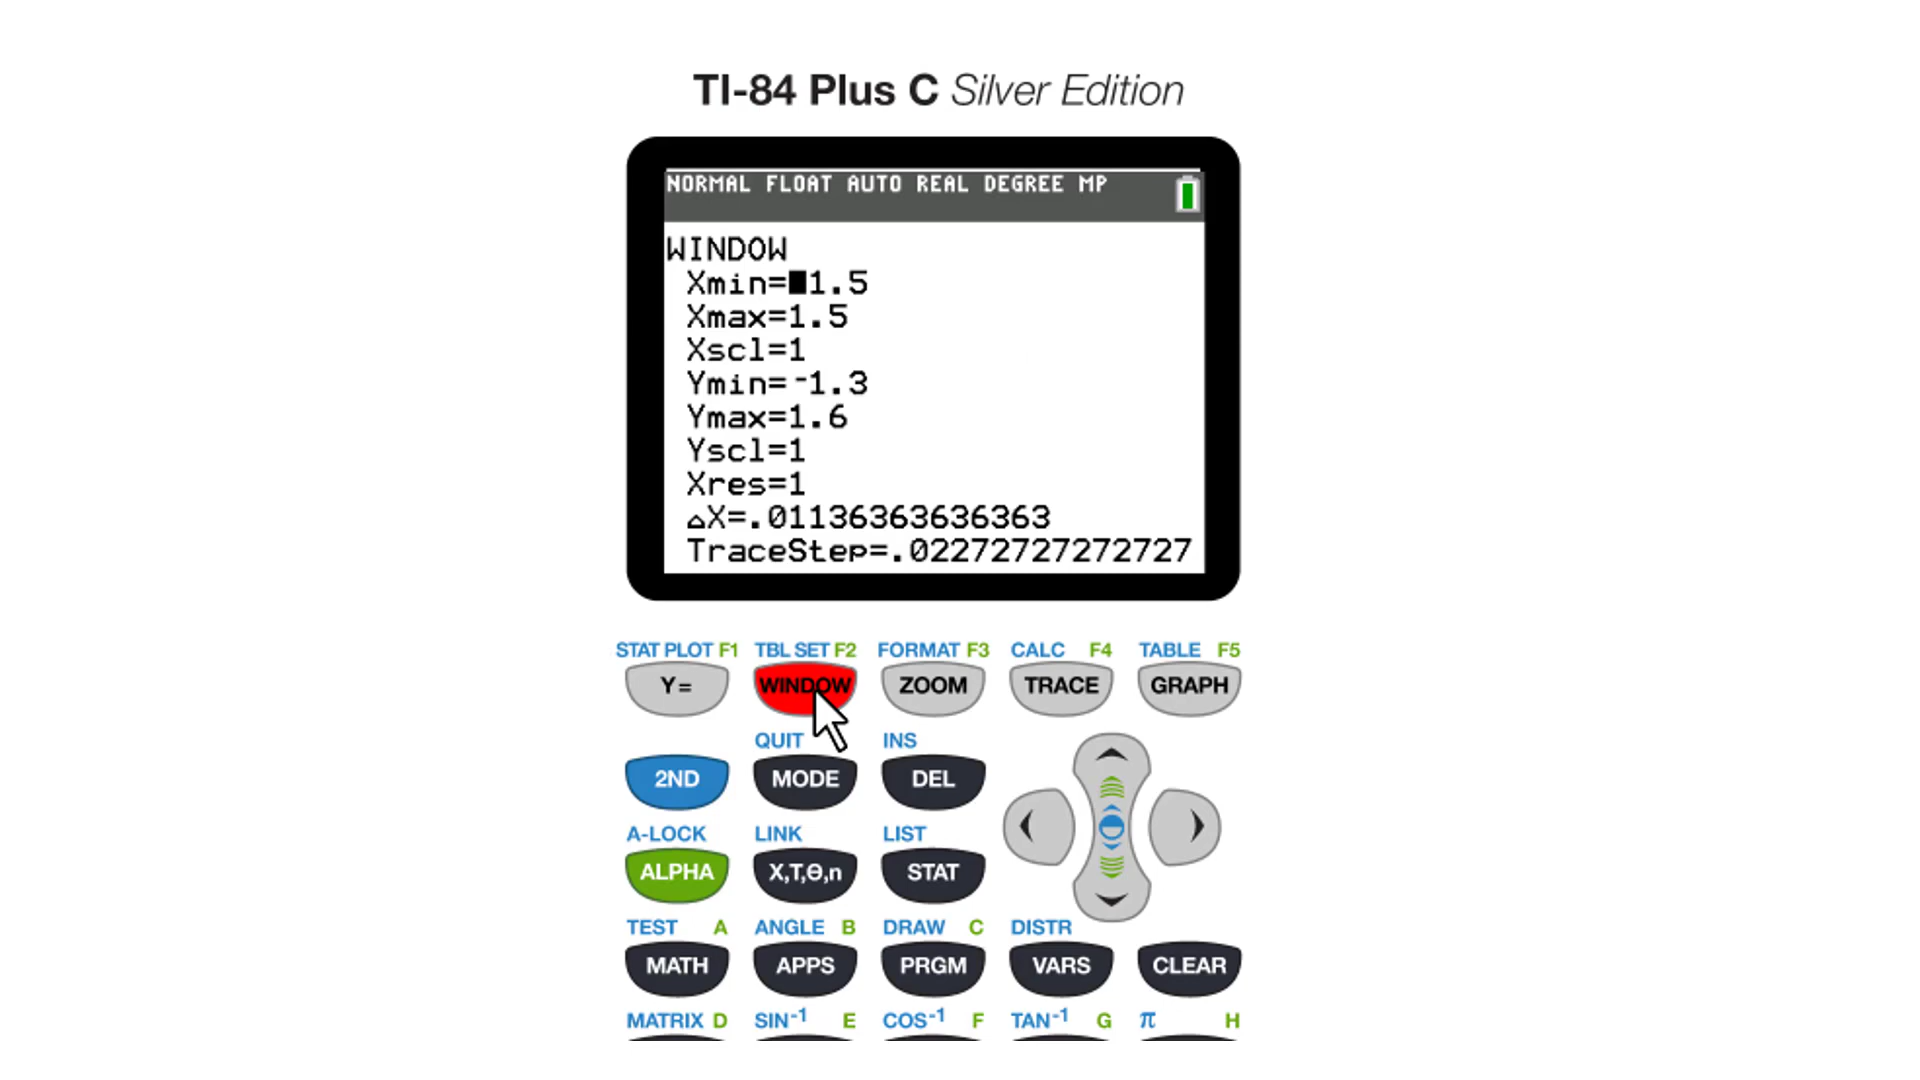 TI-84 Plus C Silver Edition
NORMAL FLOAT AUTO REAL DEGREE MP
WINDOW
Xmin=■1.5
Xmax=1.5
Xscl=1
Ymin=-1.3
Ymax=1.6
Yscl=1
Xres=1
△X=.01136363636363
TraceStep=.02272727272727
STAT PLOT F1 TBL SET F2 FORMAT F3 CALC F4 TABLE F5
Y= WINDOW ZOOM TRACE GRAPH
QUIT INS
2ND MODE DEL
A-LOCK LINK LIST
ALPHA X,T,Θ,n STAT
TEST A ANGLE B DRAW C DISTR
MATH APPS PRGM VARS CLEAR
MATRIX D SIN⁻¹ E COS⁻¹ F TAN⁻¹ G π H